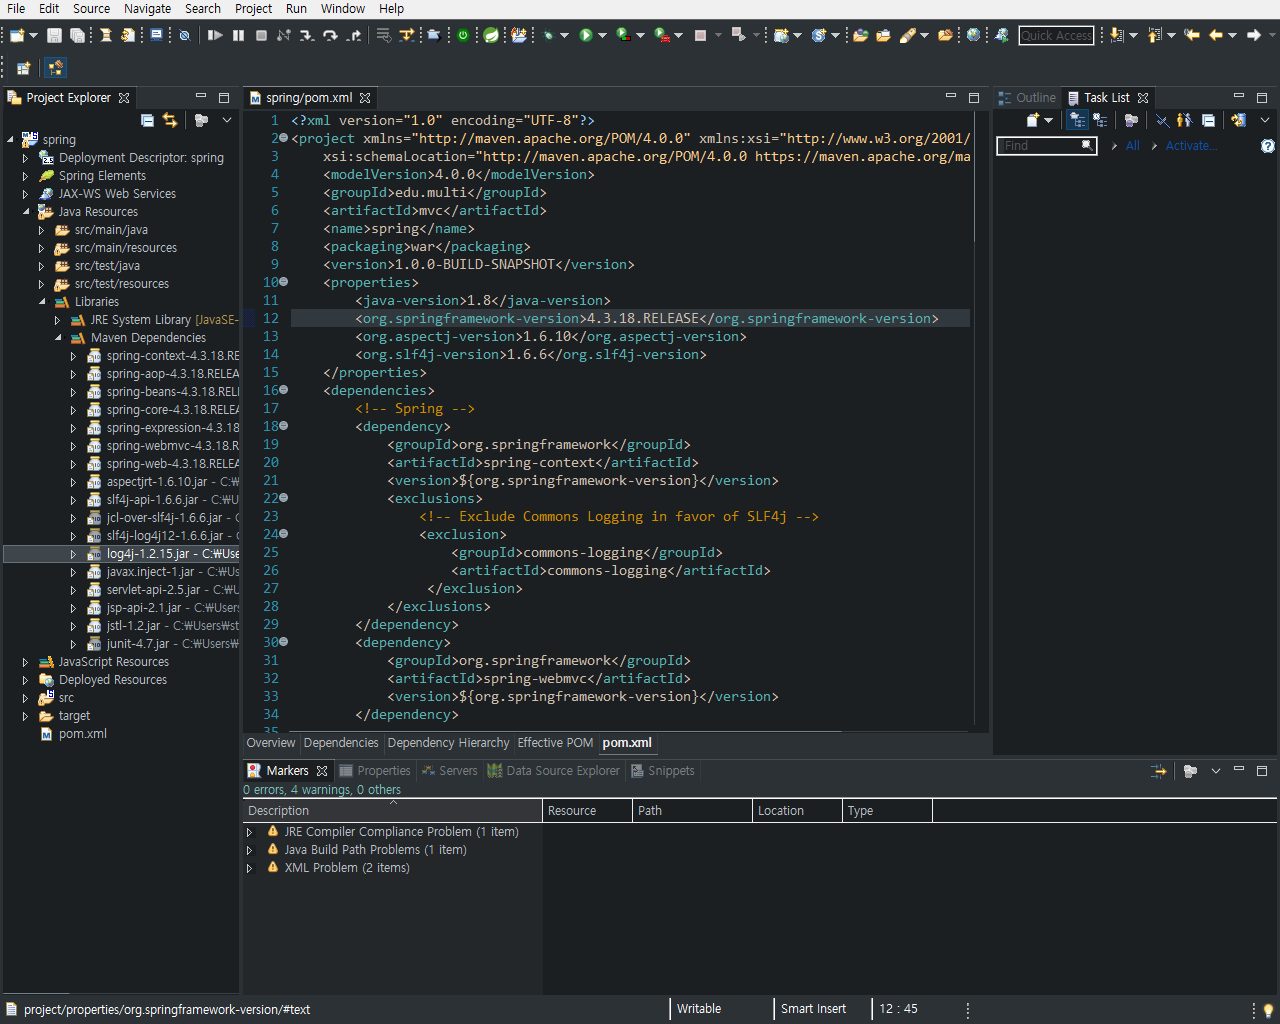 File Edit Source Navigate Search Project Run Window Help
Quick Access
Project Explorer
spring
Deployment Descriptor: spring
Spring Elements
JAX-WS Web Services
Java Resources
src/main/java
src/main/resources
src/test/java
src/test/resources
Libraries
JRE System Library [JavaSE-
Maven Dependencies
spring-context-4.3.18.RE
spring-aop-4.3.18.RELEA
spring-beans-4.3.18.REL
spring-core-4.3.18.RELEA
spring-expression-4.3.18
spring-webmvc-4.3.18.R
spring-web-4.3.18.RELEA
aspectjrt-1.6.10.jar - C:₩
slf4j-api-1.6.6.jar - C:₩U
jcl-over-slf4j-1.6.6.jar - C
slf4j-log4j12-1.6.6.jar - C
log4j-1.2.15.jar - C:₩Use
javax.inject-1.jar - C:₩Us
servlet-api-2.5.jar - C:₩U
jsp-api-2.1.jar - C:₩Users
jstl-1.2.jar - C:₩Users₩st
junit-4.7.jar - C:₩Users₩
JavaScript Resources
Deployed Resources
src
target
pom.xml
spring/pom.xml
1 <?xml version="1.0" encoding="UTF-8"?>
2 <project xmlns="http://maven.apache.org/POM/4.0.0" xmlns:xsi="http://www.w3.org/2001/
3 xsi:schemaLocation="http://maven.apache.org/POM/4.0.0 https://maven.apache.org/ma
4 <modelVersion>4.0.0</modelVersion>
5 <groupId>edu.multi</groupId>
6 <artifactId>mvc</artifactId>
7 <name>spring</name>
8 <packaging>war</packaging>
9 <version>1.0.0-BUILD-SNAPSHOT</version>
10 <properties>
11 <java-version>1.8</java-version>
12 <org.springframework-version>4.3.18.RELEASE</org.springframework-version>
13 <org.aspectj-version>1.6.10</org.aspectj-version>
14 <org.slf4j-version>1.6.6</org.slf4j-version>
15 </properties>
16 <dependencies>
17 <!-- Spring -->
18 <dependency>
19 <groupId>org.springframework</groupId>
20 <artifactId>spring-context</artifactId>
21 <version>${org.springframework-version}</version>
22 <exclusions>
23 <!-- Exclude Commons Logging in favor of SLF4j -->
24 <exclusion>
25 <groupId>commons-logging</groupId>
26 <artifactId>commons-logging</artifactId>
27 </exclusion>
28 </exclusions>
29 </dependency>
30 <dependency>
31 <groupId>org.springframework</groupId>
32 <artifactId>spring-webmvc</artifactId>
33 <version>${org.springframework-version}</version>
34 </dependency>
35
Overview Dependencies Dependency Hierarchy Effective POM pom.xml
Outline Task List
Find All Activate...
Markers Properties Servers Data Source Explorer Snippets
0 errors, 4 warnings, 0 others
Description Resource Path Location Type
JRE Compiler Compliance Problem (1 item)
Java Build Path Problems (1 item)
XML Problem (2 items)
project/properties/org.springframework-version/#text Writable Smart Insert 12 : 45